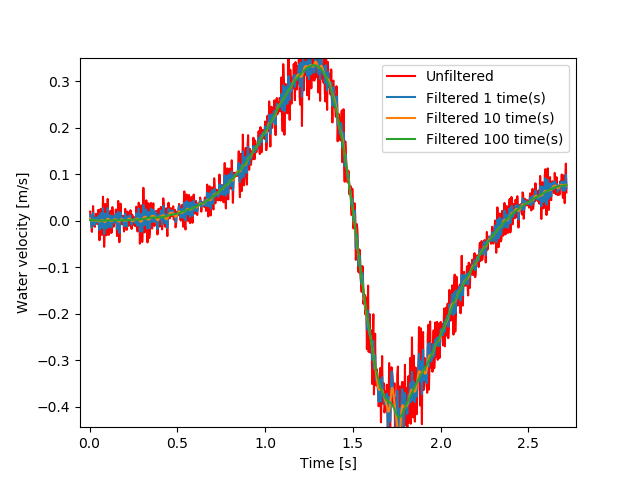 Unfiltered
Filtered 1 time(s)
Filtered 10 time(s)
Filtered 100 time(s)
0.3
0.2
0.1
0.0
−0.1
−0.2
−0.3
−0.4
Water velocity [m/s]
0.0 0.5 1.0 1.5 2.0 2.5
Time [s]